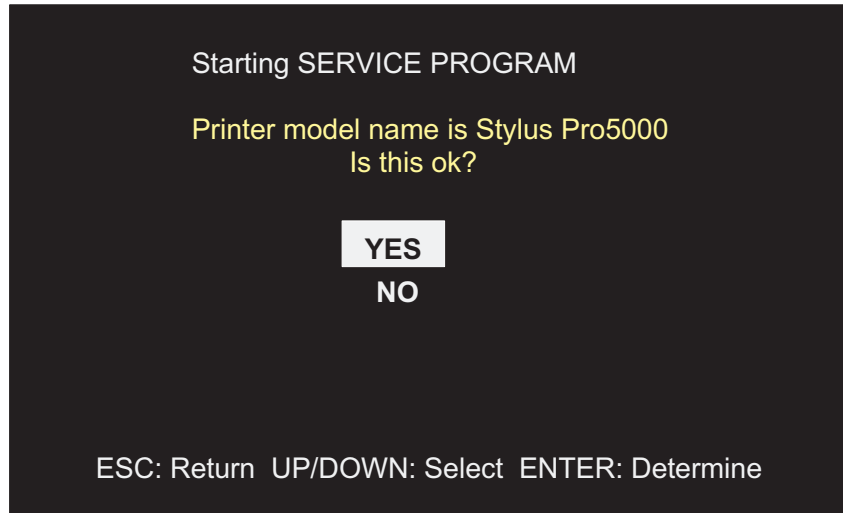 Starting SERVICE PROGRAM
Printer model name is Stylus Pro5000
Is this ok?
YES
NO
ESC: Return UP/DOWN: Select ENTER: Determine